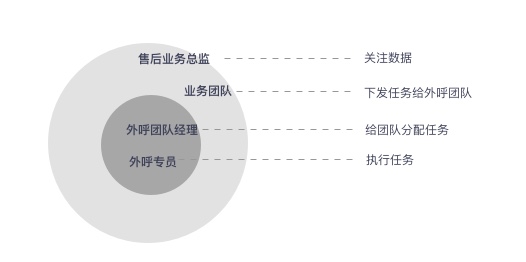 售后业务总监 关注数据
业务团队 下发任务给外呼团队
外呼团队经理 给团队分配任务
外呼专员 执行任务